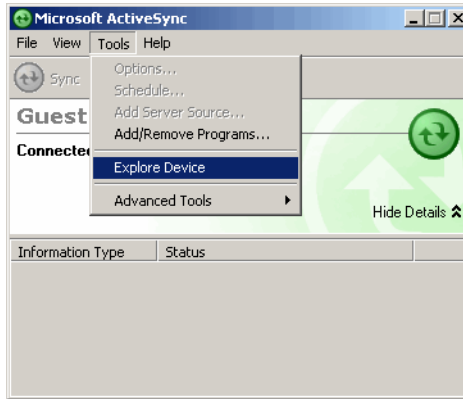 Microsoft ActiveSync
File View Tools Help
Sync
Options...
Schedule...
Add Server Source...
Add/Remove Programs...
Explore Device
Advanced Tools
Guest
Connected
Hide Details
Information Type Status